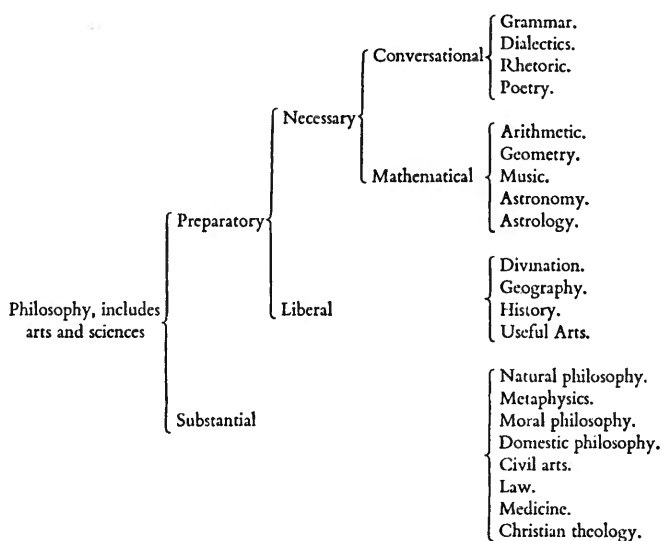 Grammar.
Dialectics.
Conversational
Rhetoric.
Poetry.
Necessary
Arithmetic.
Geometry.
Mathematical
Music.
Astronomy.
Astrology.
Preparatory
Divination.
Geography.
Philosophy, includes
arts and sciences
Liberal
History.
Useful Arts.
Natural philosophy.
Metaphysics.
Substantial
Moral philosophy.
Domestic philosophy.
Civil arts.
Law.
Medicine.
Christian theology.